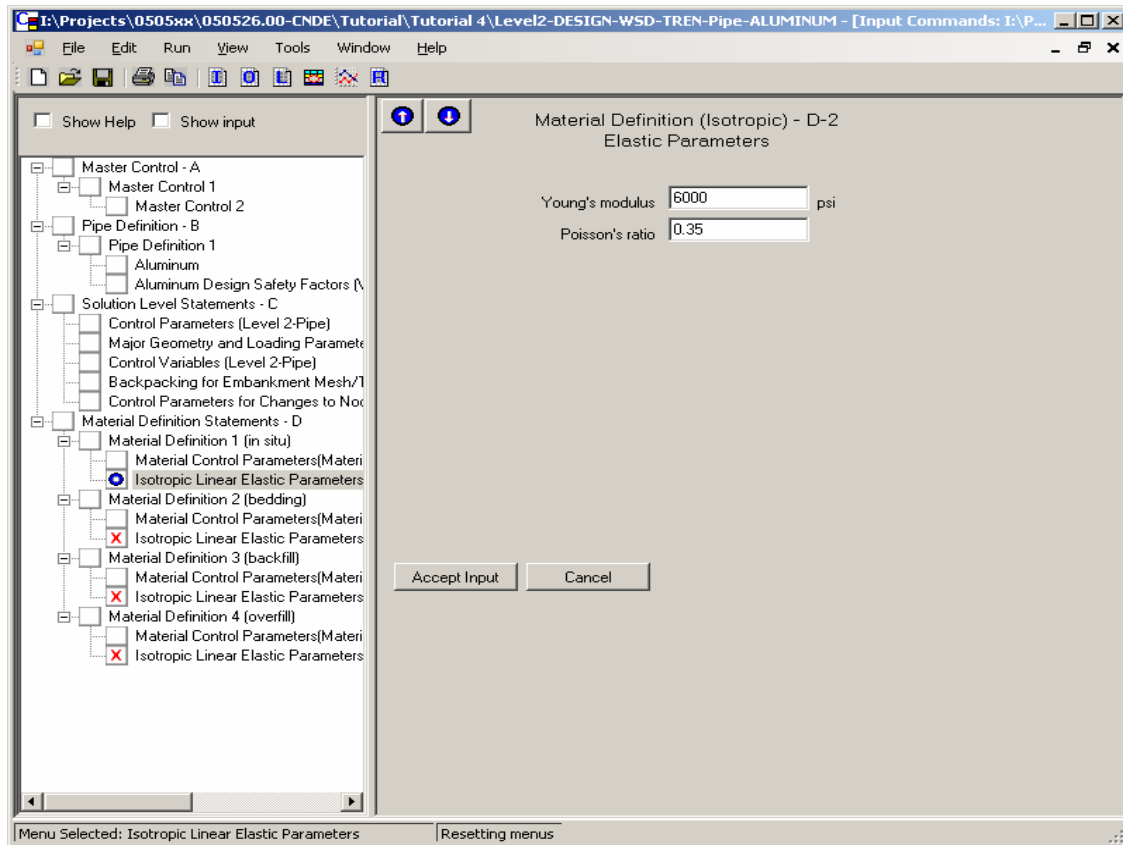 I:\Projects\0505xx\050526.00-CNDE\Tutorial\Tutorial 4\Level2-DESIGN-WSD-TREN-Pipe-ALUMINUM - [Input Commands: I:\P...
File Edit Run View Tools Window Help
Show Help Show input
Master Control - A
Master Control 1
Master Control 2
Pipe Definition - B
Pipe Definition 1
Aluminum
Aluminum Design Safety Factors (\
Solution Level Statements - C
Control Parameters (Level 2-Pipe)
Major Geometry and Loading Paramete
Control Variables (Level 2-Pipe)
Backpacking for Embankment Mesh/T
Control Parameters for Changes to Noc
Material Definition Statements - D
Material Definition 1 (in situ)
Material Control Parameters(Materi
Isotropic Linear Elastic Parameters
Material Definition 2 (bedding)
Material Control Parameters(Materi
Isotropic Linear Elastic Parameters
Material Definition 3 (backfill)
Material Control Parameters(Materi
Isotropic Linear Elastic Parameters
Material Definition 4 (overfill)
Material Control Parameters(Materi
Isotropic Linear Elastic Parameters
Material Definition (Isotropic) - D-2
Elastic Parameters
Young's modulus 6000 psi
Poisson's ratio 0.35
Accept Input Cancel
Menu Selected: Isotropic Linear Elastic Parameters Resetting menus